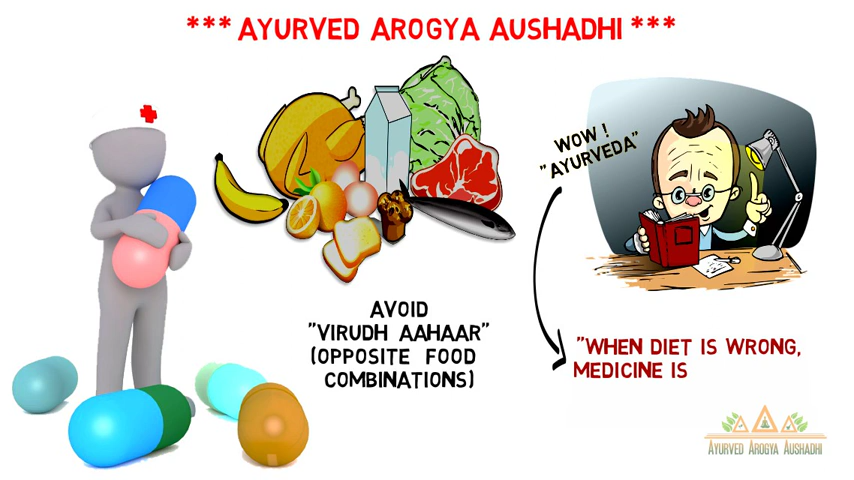 *** AYURVED AROGYA AUSHADHI ***
WOW !
"AYURVEDA"
AVOID
"VIRUDH AAHAAR"
(OPPOSITE FOOD
COMBINATIONS)
"WHEN DIET IS WRONG,
MEDICINE IS
AYURVED AROGYA AUSHADHI